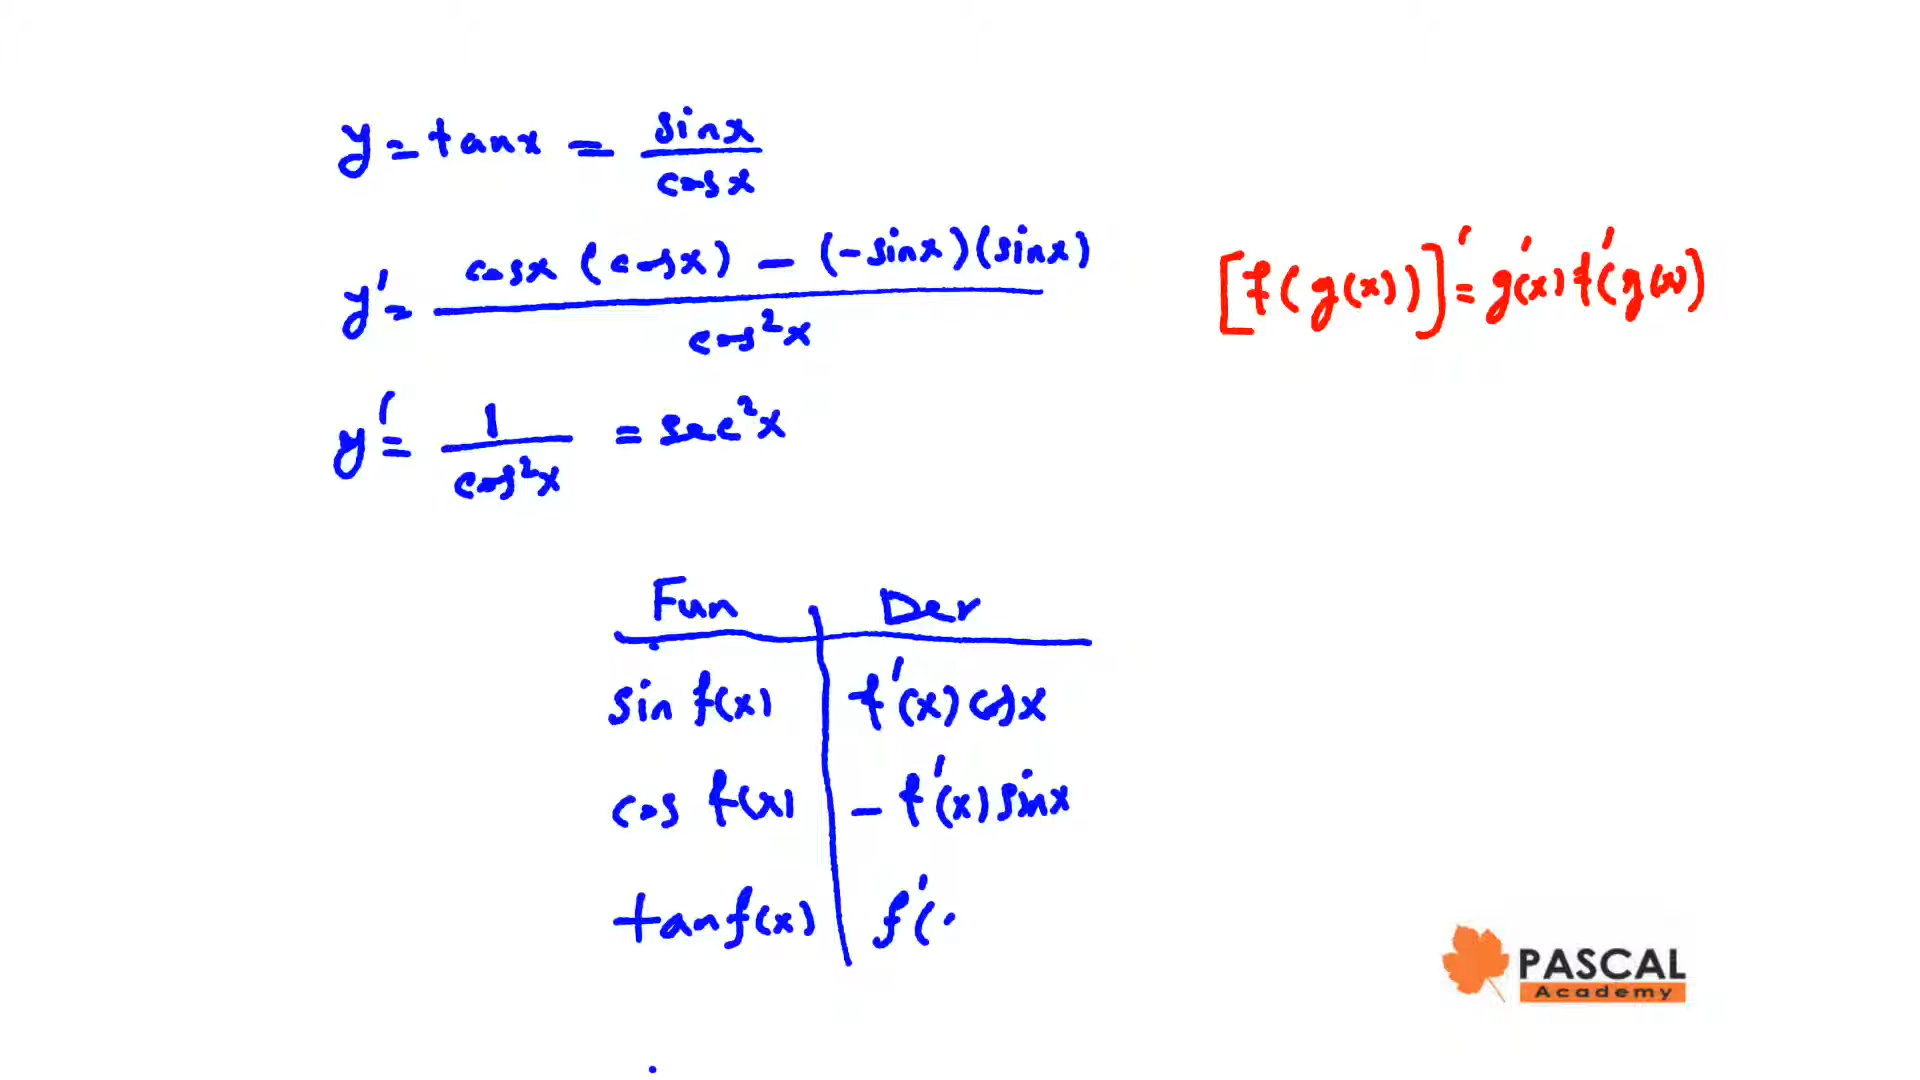 y = tanx = sinx / cosx
y' = cosx (cosx) - (-sinx)(sinx) / cos²x
[f(g(x))]' = g'(x) f'(g(x)
y' = 1 / cos²x = sec²x
Fun Der
sin f(x) f'(x) cosx
cos f(x) - f'(x) sinx
tan f(x) f'(
PASCAL
Academy